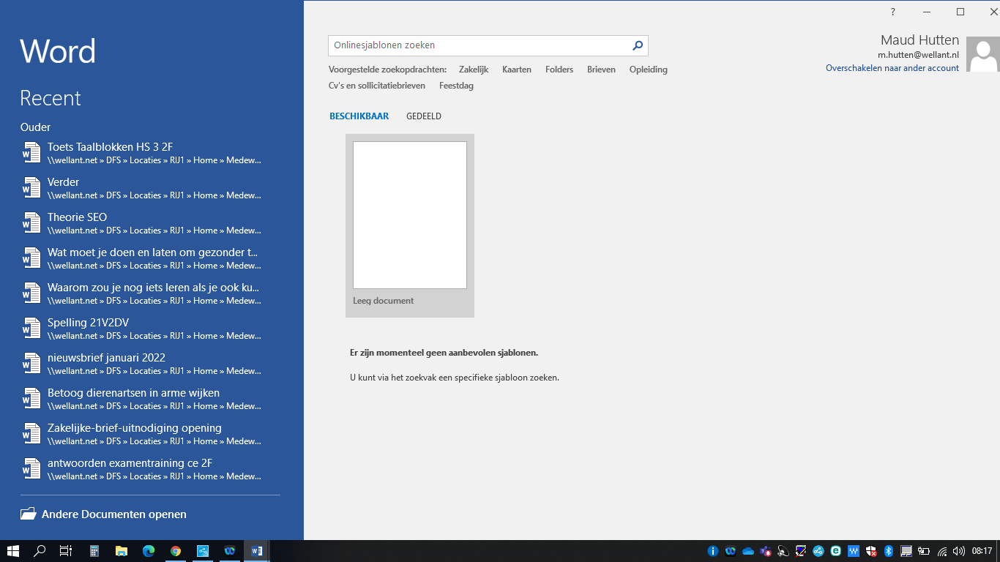 Word
Recent
Ouder
Toets Taalblokken HS 3 2F
\\wellant.net » DFS » Locaties » RIJ1 » Home » Medew...
Verder
\\wellant.net » DFS » Locaties » RIJ1 » Home » Medew...
Theorie SEO
\\wellant.net » DFS » Locaties » RIJ1 » Home » Medew...
Wat moet je doen en laten om gezonder t...
\\wellant.net » DFS » Locaties » RIJ1 » Home » Medew...
Waarom zou je nog iets leren als je ook ku...
\\wellant.net » DFS » Locaties » RIJ1 » Home » Medew...
Spelling 21V2DV
\\wellant.net » DFS » Locaties » RIJ1 » Home » Medew...
nieuwsbrief januari 2022
\\wellant.net » DFS » Locaties » RIJ1 » Home » Medew...
Betoog dierenartsen in arme wijken
\\wellant.net » DFS » Locaties » RIJ1 » Home » Medew...
Zakelijke-brief-uitnodiging opening
\\wellant.net » DFS » Locaties » RIJ1 » Home » Medew...
antwoorden examentraining ce 2F
\\wellant.net » DFS » Locaties » RIJ1 » Home » Medew...
Andere Documenten openen
?
Onlinesjablonen zoeken
Maud Hutten
m.hutten@wellant.nl
Overschakelen naar ander account
Voorgestelde zoekopdrachten: Zakelijk Kaarten Folders Brieven Opleiding
Cv's en sollicitatiebrieven Feestdag
BESCHIKBAAR GEDEELD
Leeg document
Er zijn momenteel geen aanbevolen sjablonen.
U kunt via het zoekvak een specifieke sjabloon zoeken.
08:17